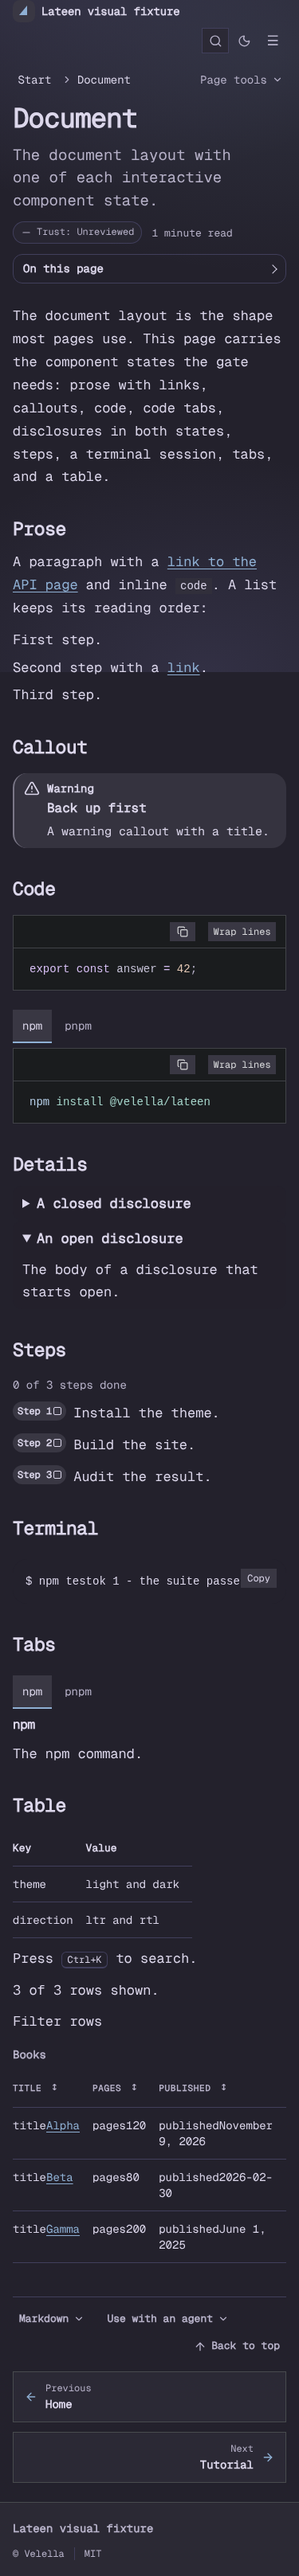 Lateen visual fixture
Start > Document
Page tools
Document
The document layout with
one of each interactive
component state.
— Trust: Unreviewed
1 minute read
On this page
The document layout is the shape
most pages use. This page carries
the component states the gate
needs: prose with links,
callouts, code, code tabs,
disclosures in both states,
steps, a terminal session, tabs,
and a table.
Prose
A paragraph with a link to the
API page and inline code. A list
keeps its reading order:
First step.
Second step with a link.
Third step.
Callout
Warning
Back up first
A warning callout with a title.
Code
Wrap lines
export const answer = 42;
npm pnpm
Wrap lines
npm install @velella/lateen
Details
A closed disclosure
An open disclosure
The body of a disclosure that
starts open.
Steps
0 of 3 steps done
Step 1 Install the theme.
Step 2 Build the site.
Step 3 Audit the result.
Terminal
$ npm testok 1 - the suite passe
Copy
Tabs
npm pnpm
npm
The npm command.
Table
Key Value
theme light and dark
direction ltr and rtl
Press Ctrl+K to search.
3 of 3 rows shown.
Filter rows
Books
TITLE ↕ PAGES ↕ PUBLISHED ↕
titleAlpha pages120 publishedNovember
9, 2026
titleBeta pages80 published2026-02-
30
titleGamma pages200 publishedJune 1,
2025
Markdown
Use with an agent
↑ Back to top
Previous
← Home
Next
Tutorial →
Lateen visual fixture
© Velella | MIT